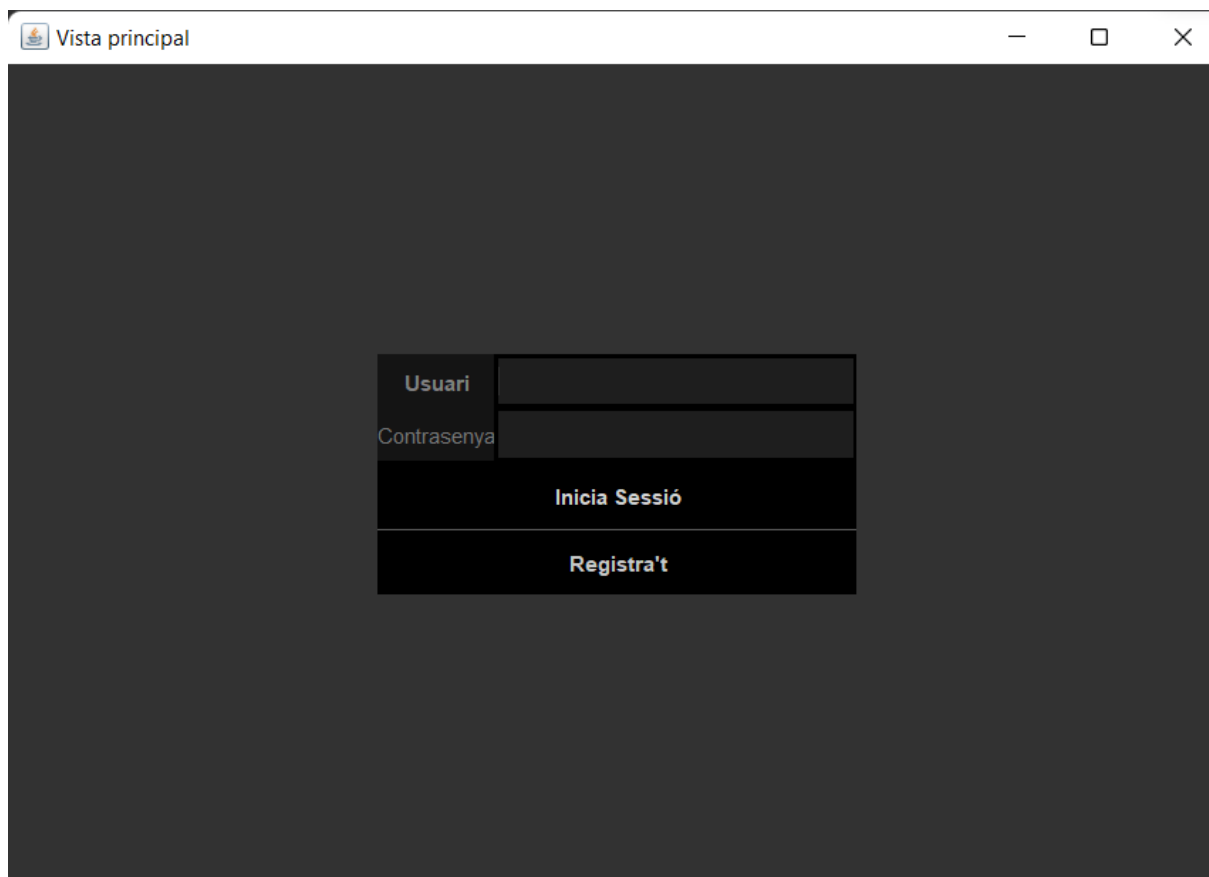 Vista principal
Usuari
Contrasenya
Inicia Sessió
Registra't